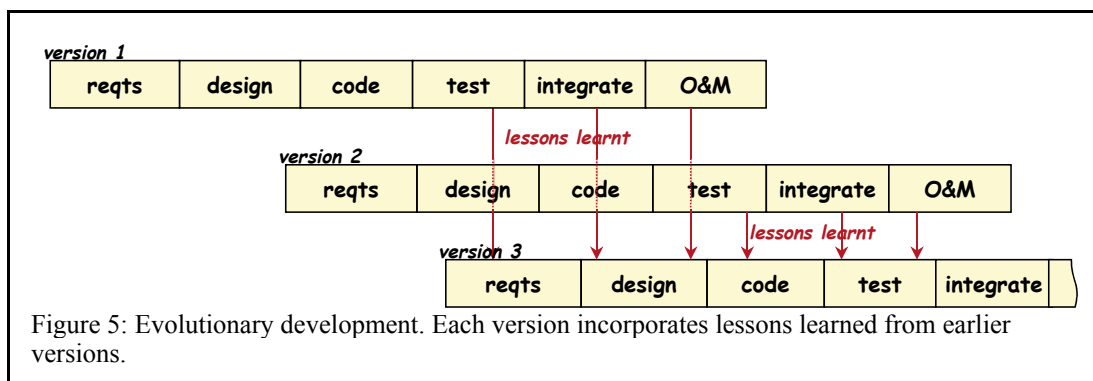 version 1
reqts design code test integrate O&M
lessons learnt
version 2
reqts design code test integrate O&M
lessons learnt
version 3
reqts design code test integrate
Figure 5: Evolutionary development. Each version incorporates lessons learned from earlier
versions.